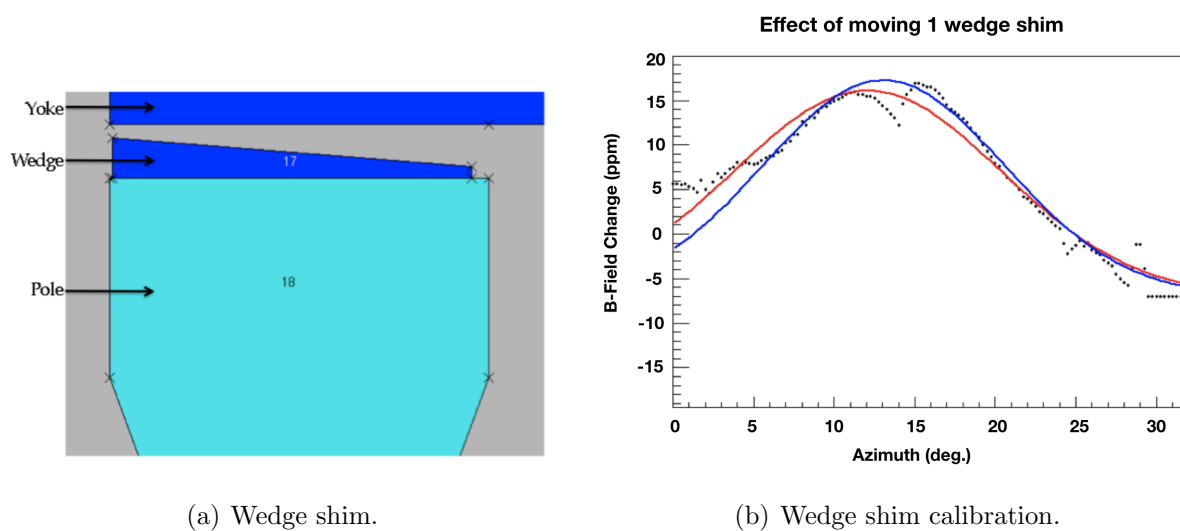 Yoke
Wedge
17
Pole
18
(a) Wedge shim.
Effect of moving 1 wedge shim
B-Field Change (ppm)
20
15
10
5
0
-5
-10
-15
0 5 10 15 20 25 30
Azimuth (deg.)
(b) Wedge shim calibration.